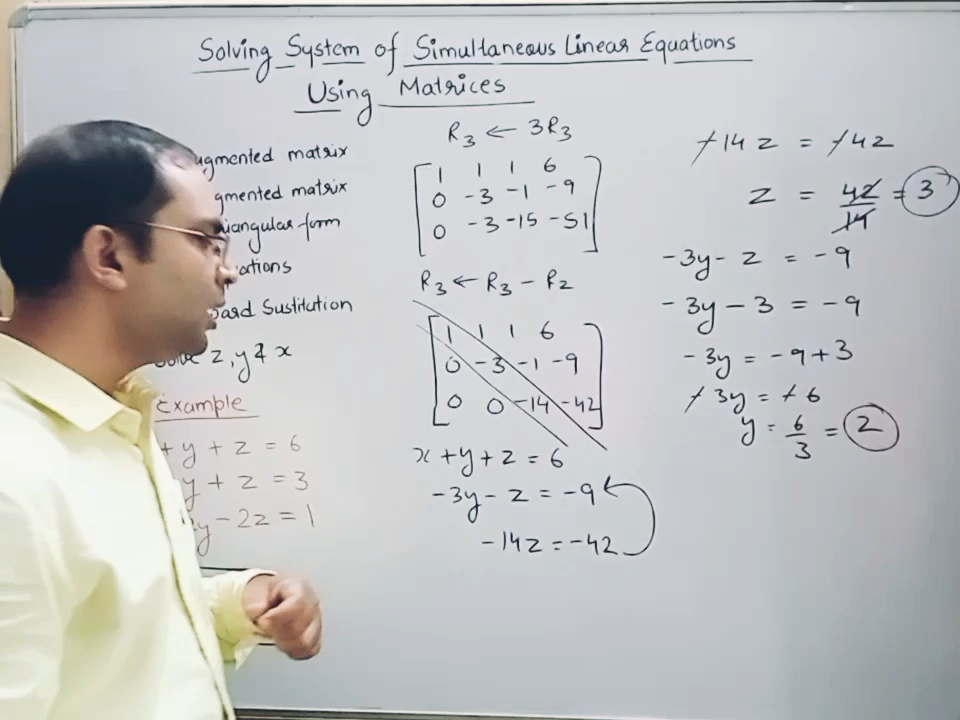 Solving System of Simultaneous Linear Equations
Using Matrices
ugmented matrix
gmented matrix
iangular form
ations
ard Sustitution
z, y & x
Example
+ y + z = 6
y + z = 3
y - 2z = 1
R3 ← 3R3
1 1 1 6
0 -3 -1 -9
0 -3 -15 -51
R3 ← R3 - R2
1 1 1 6
0 -3 -1 -9
0 0 -14 -42
x + y + z = 6
-3y - z = -9
-14z = -42
-14z = -42
z = 42/14 = 3
-3y - z = -9
-3y - 3 = -9
-3y = -9 + 3
-3y = -6
y = 6/3 = 2